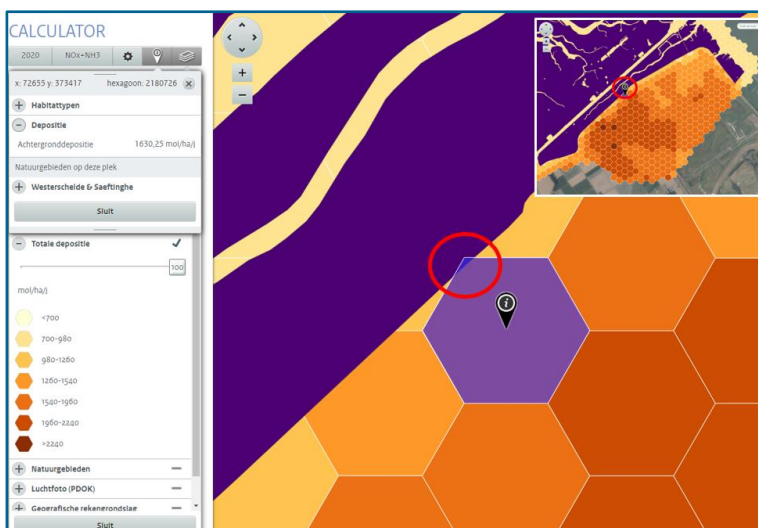 CALCULATOR
2020 NOx+NH3
x: 72655 y: 373417 hexagoon: 2180726
Habitattypen
Depositie
Achtergronddepositie 1630,25 mol/ha/j
Natuurgebieden op deze plek
Westerschelde & Saeftinghe
Sluit
Totale depositie
100
mol/ha/j
<700
700-980
980-1260
1260-1540
1540-1960
1960-2240
>2240
Natuurgebieden
Luchtfoto (PDOK)
Geografische rekengrondslag
Sluit